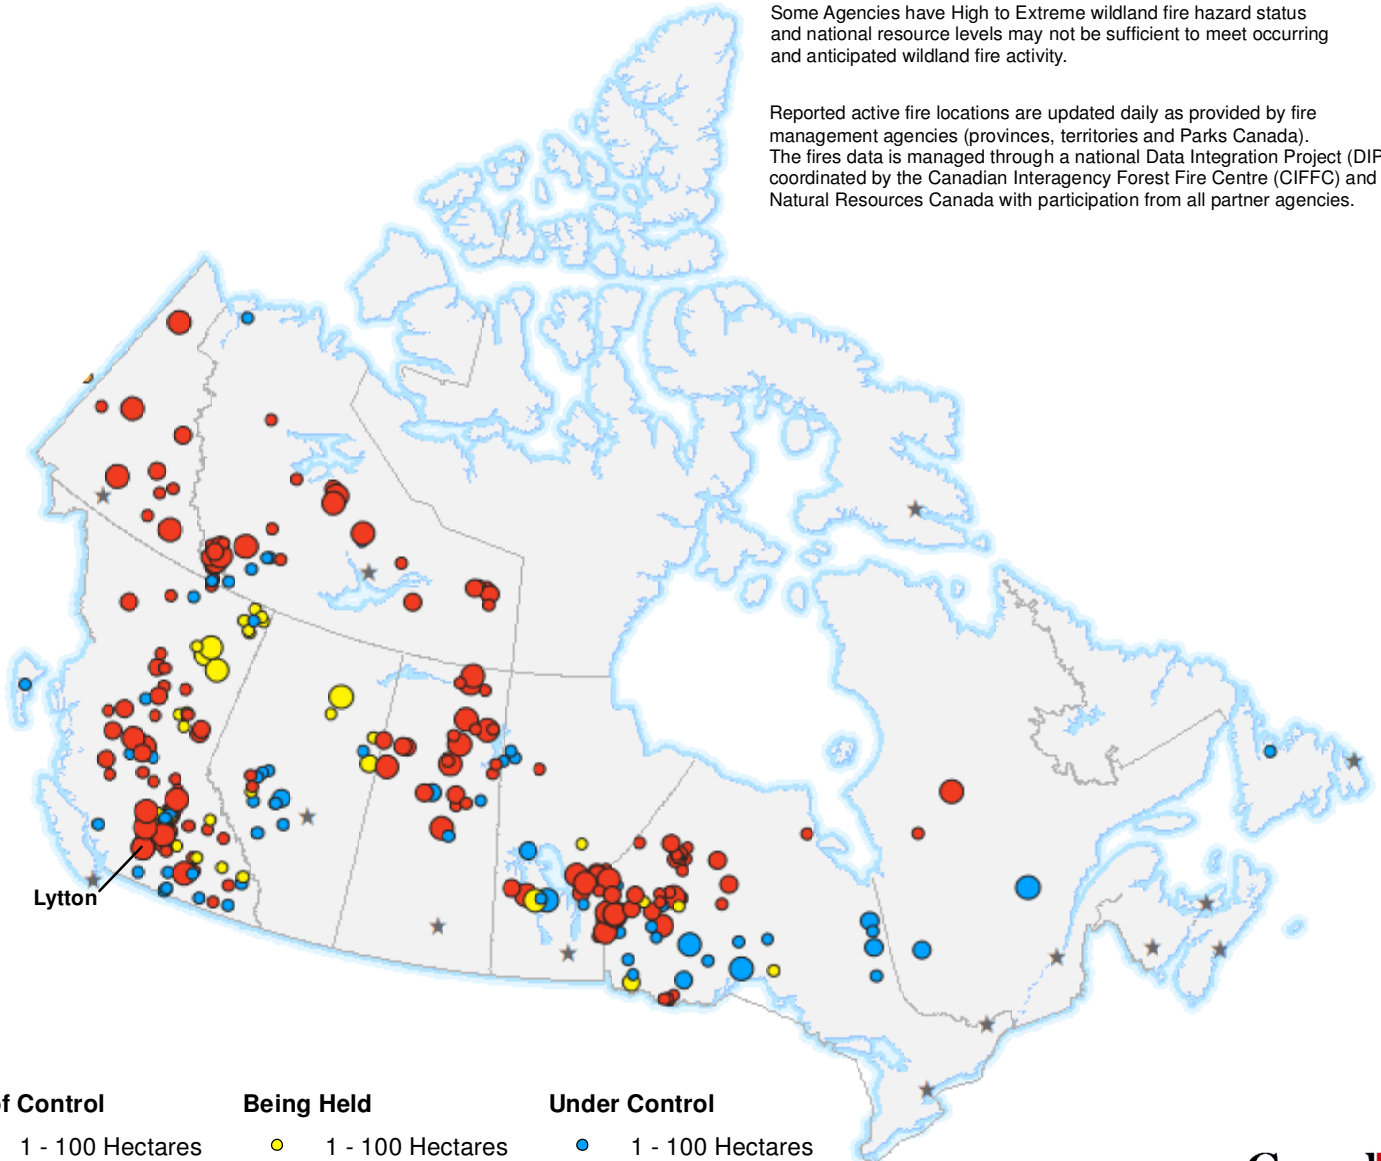 Some Agencies have High to Extreme wildland fire hazard status
and national resource levels may not be sufficient to meet occurring
and anticipated wildland fire activity.
Reported active fire locations are updated daily as provided by fire
management agencies (provinces, territories and Parks Canada).
The fires data is managed through a national Data Integration Project (DIP
coordinated by the Canadian Interagency Forest Fire Centre (CIFFC) and
Natural Resources Canada with participation from all partner agencies.
Lytton
f Control
Being Held
Under Control
1 - 100 Hectares
1 - 100 Hectares
1 - 100 Hectares